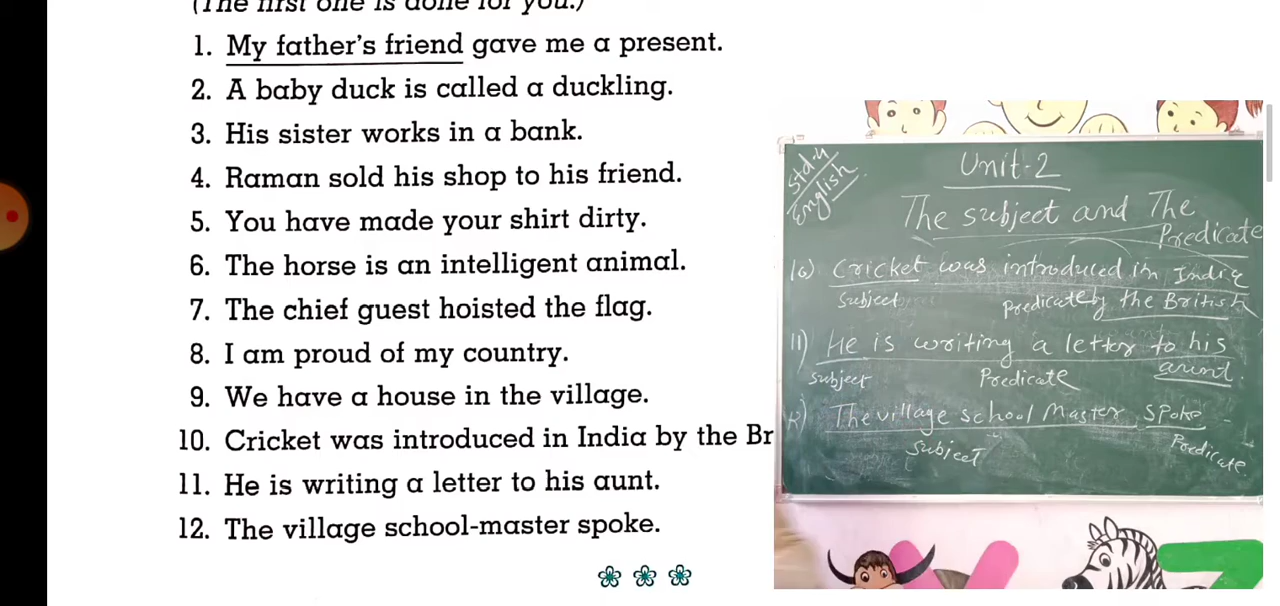 (The first one is done for you.)
1. My father's friend gave me a present.
2. A baby duck is called a duckling.
3. His sister works in a bank.
4. Raman sold his shop to his friend.
5. You have made your shirt dirty.
6. The horse is an intelligent animal.
7. The chief guest hoisted the flag.
8. I am proud of my country.
9. We have a house in the village.
10. Cricket was introduced in India by the Br
11. He is writing a letter to his aunt.
12. The village school-master spoke.
Std.4
English
Unit-2
The subject and The
Predicate
10) Cricket was introduced in India
subject predicate by the British
11) He is writing a letter to his
aunt.
subject Predicate
The village school Master spoke
subject Predicate